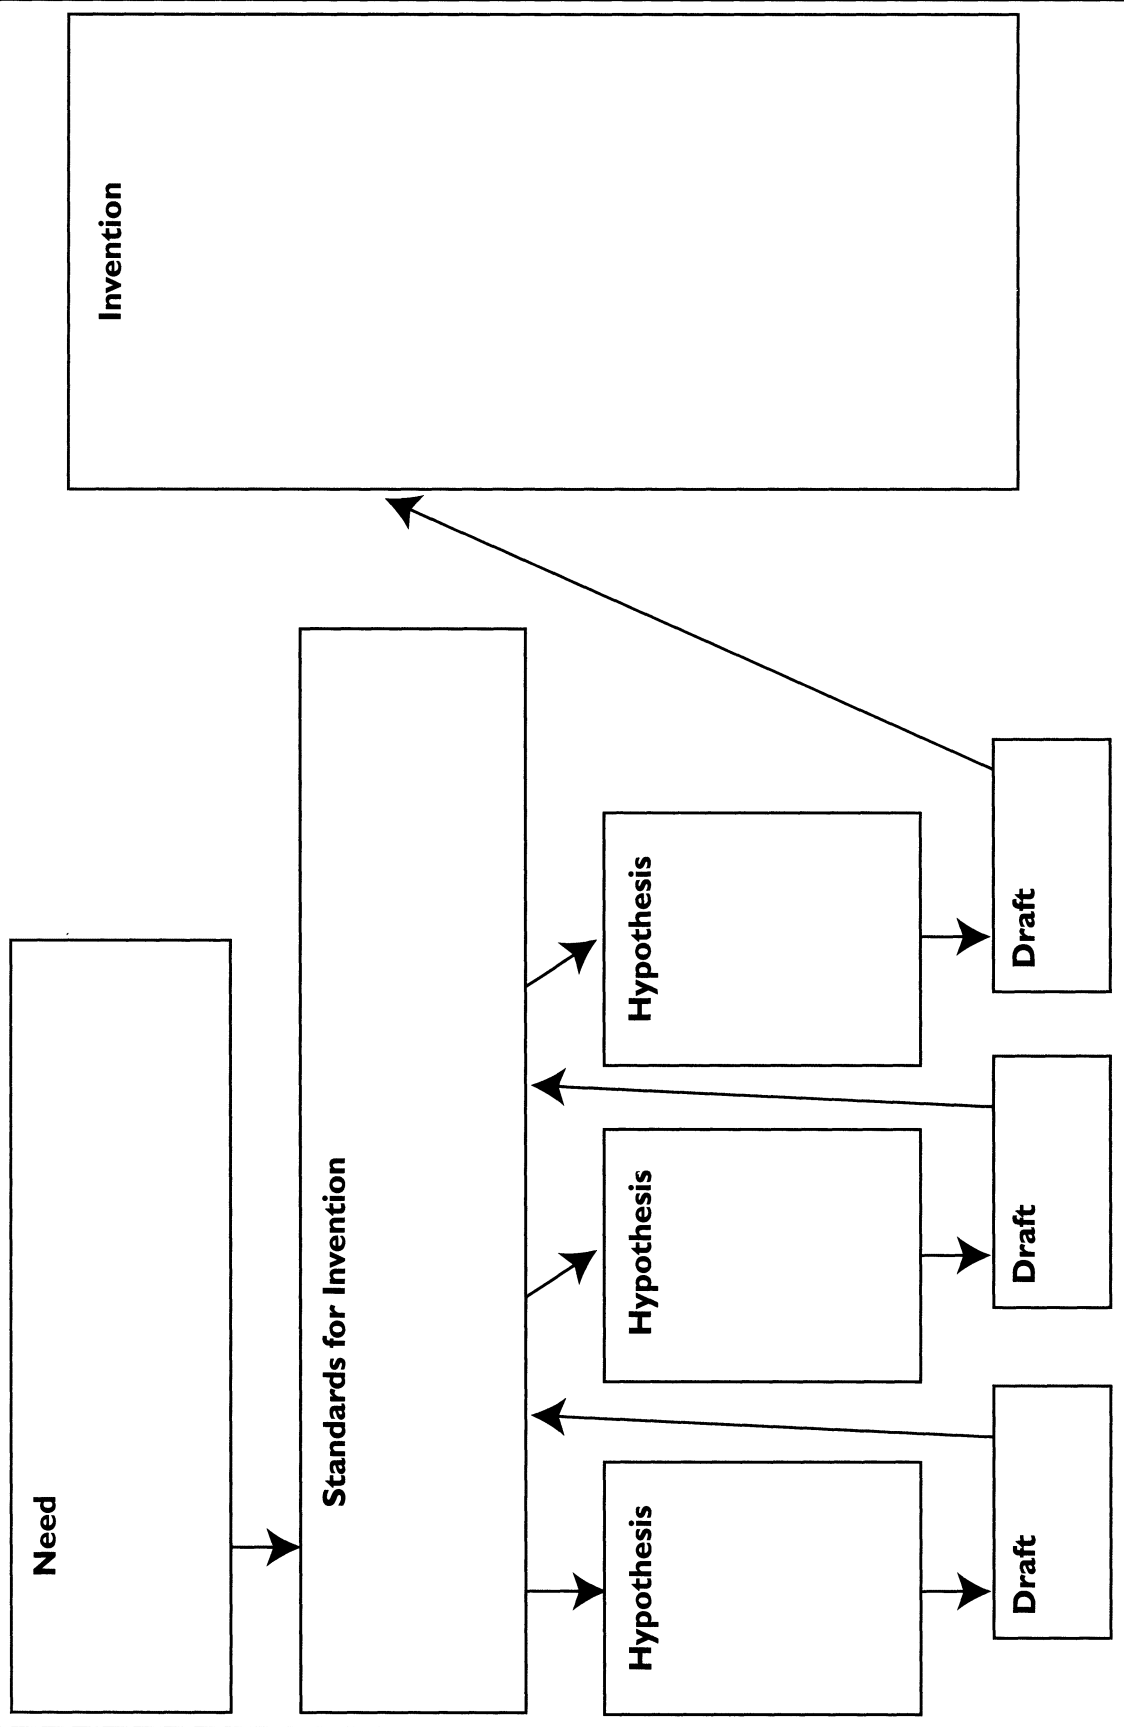 Need
Standards for Invention
Hypothesis
Draft
Hypothesis
Draft
Hypothesis
Draft
Invention